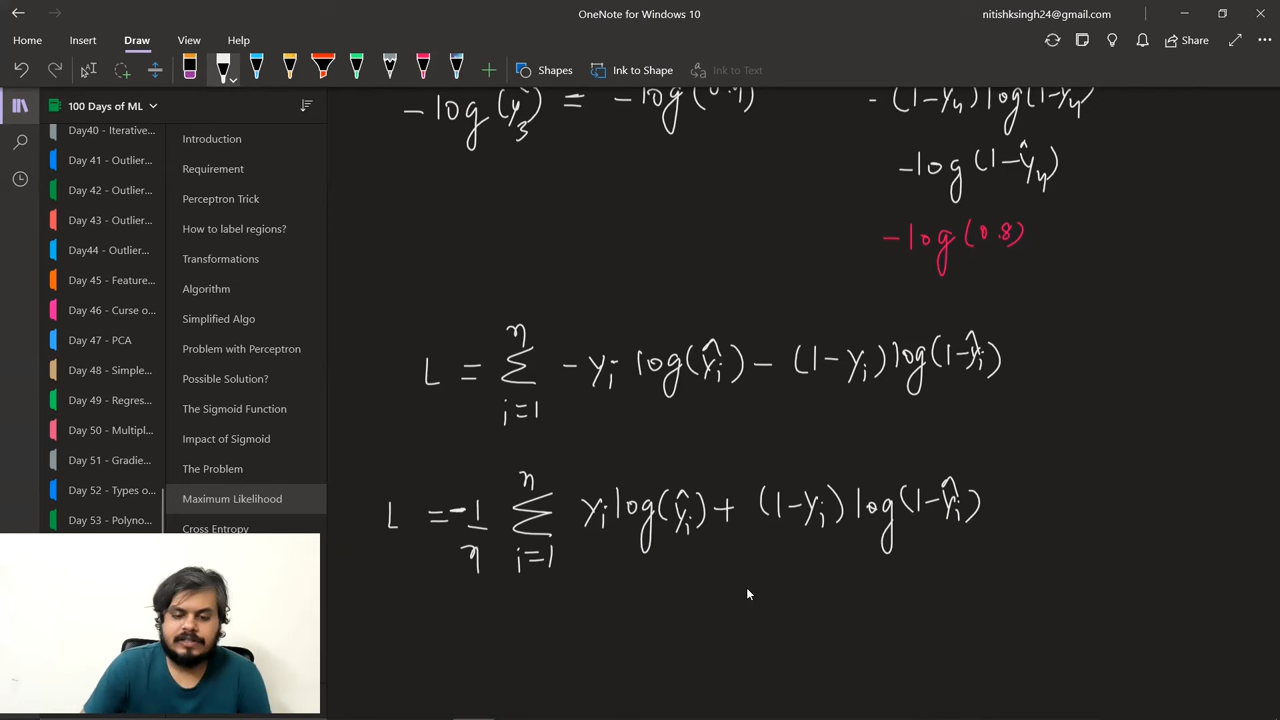 OneNote for Windows 10
nitishksingh24@gmail.com
Home Insert Draw View Help
Shapes Ink to Shape Ink to Text Share
100 Days of ML
Day40 - Iterative...
Day 41 - Outlier...
Day 42 - Outlier...
Day 43 - Outlier...
Day44 - Outlier...
Day 45 - Feature...
Day 46 - Curse o...
Day 47 - PCA
Day 48 - Simple...
Day 49 - Regres...
Day 50 - Multipl...
Day 51 - Gradie...
Day 52 - Types o...
Day 53 - Polyno...
Introduction
Requirement
Perceptron Trick
How to label regions?
Transformations
Algorithm
Simplified Algo
Problem with Perceptron
Possible Solution?
The Sigmoid Function
Impact of Sigmoid
The Problem
Maximum Likelihood
Cross Entropy
-log(ŷ₃) =
-(1-y₄)log(1-y₄)
-log(1-ŷ₄)
-log(0.8)
L = Σ_{i=1}^{n} -yᵢ log(ŷᵢ) - (1-yᵢ)log(1-ŷᵢ)
L = -1/n Σ_{i=1}^{n} yᵢlog(ŷᵢ) + (1-yᵢ)log(1-ŷᵢ)